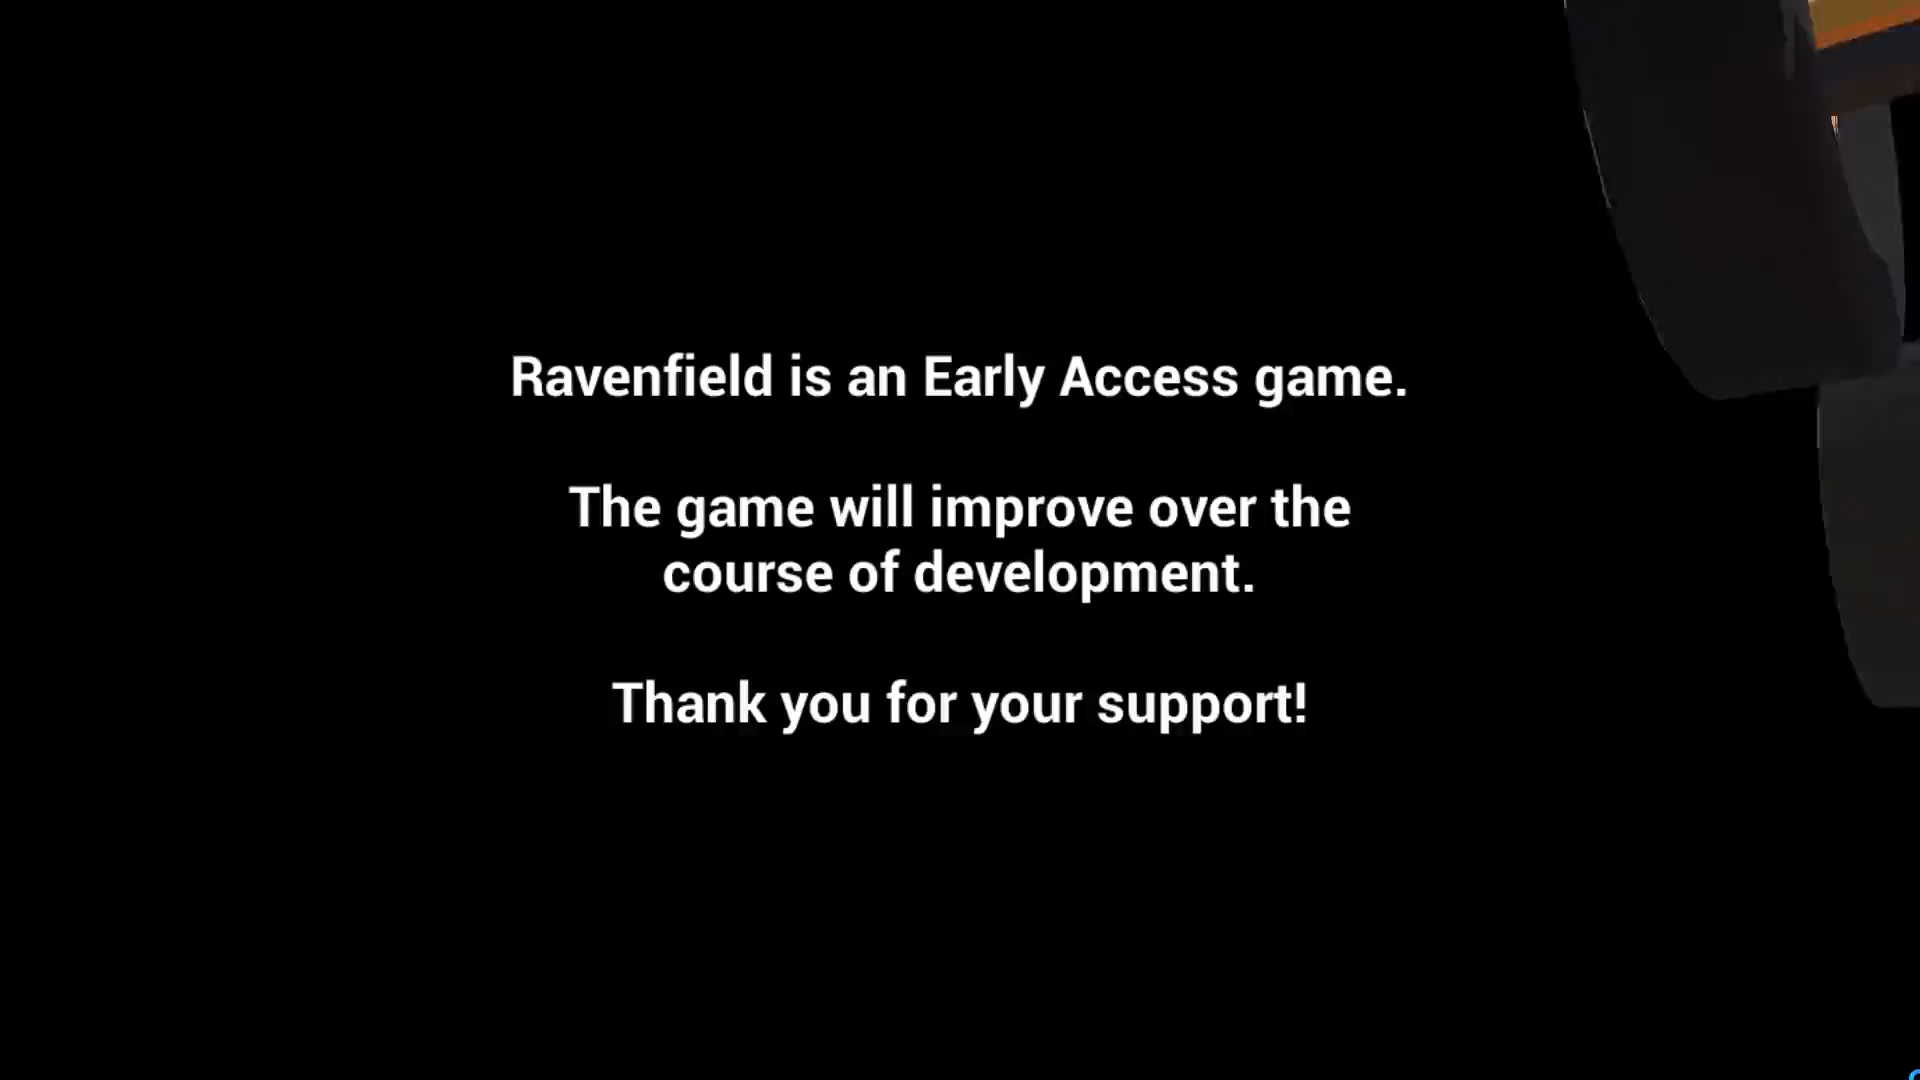 Ravenfield is an Early Access game.
The game will improve over the
course of development.
Thank you for your support!